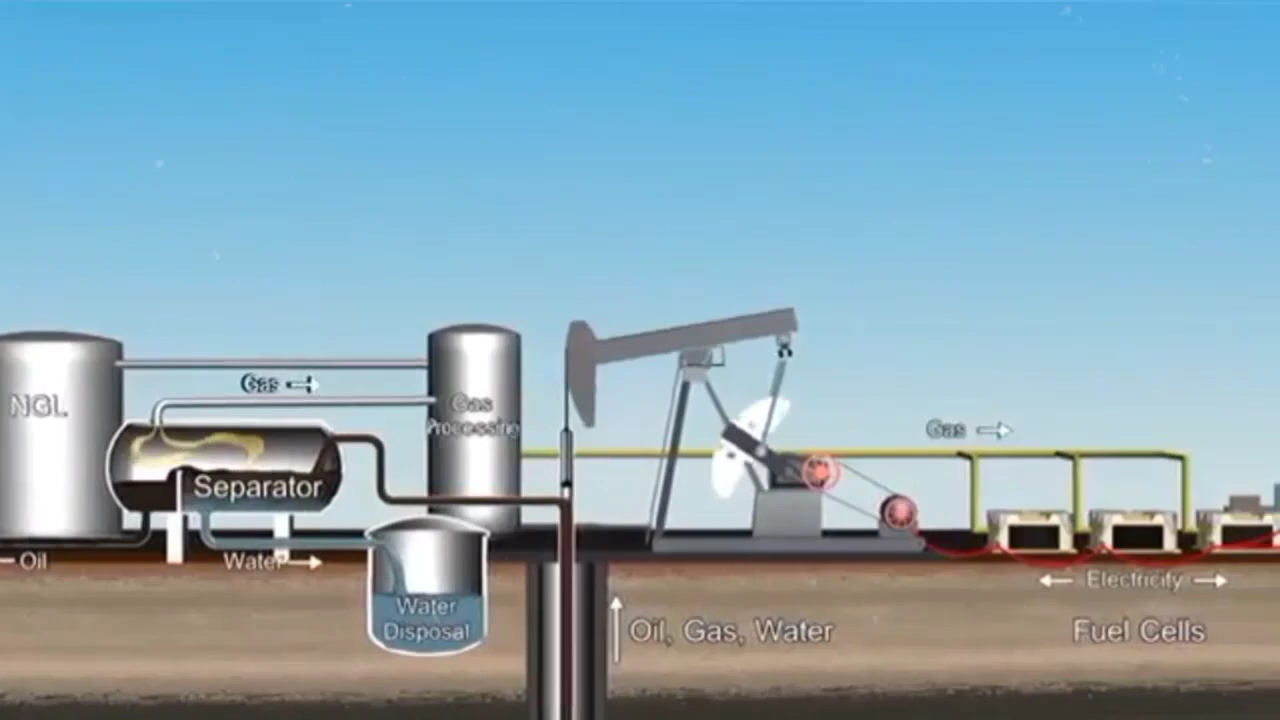 NGL
Gas
Gas
Processing
Separator
Gas
Oil
Water
Water
Disposal
Electricity
Oil, Gas, Water
Fuel Cells